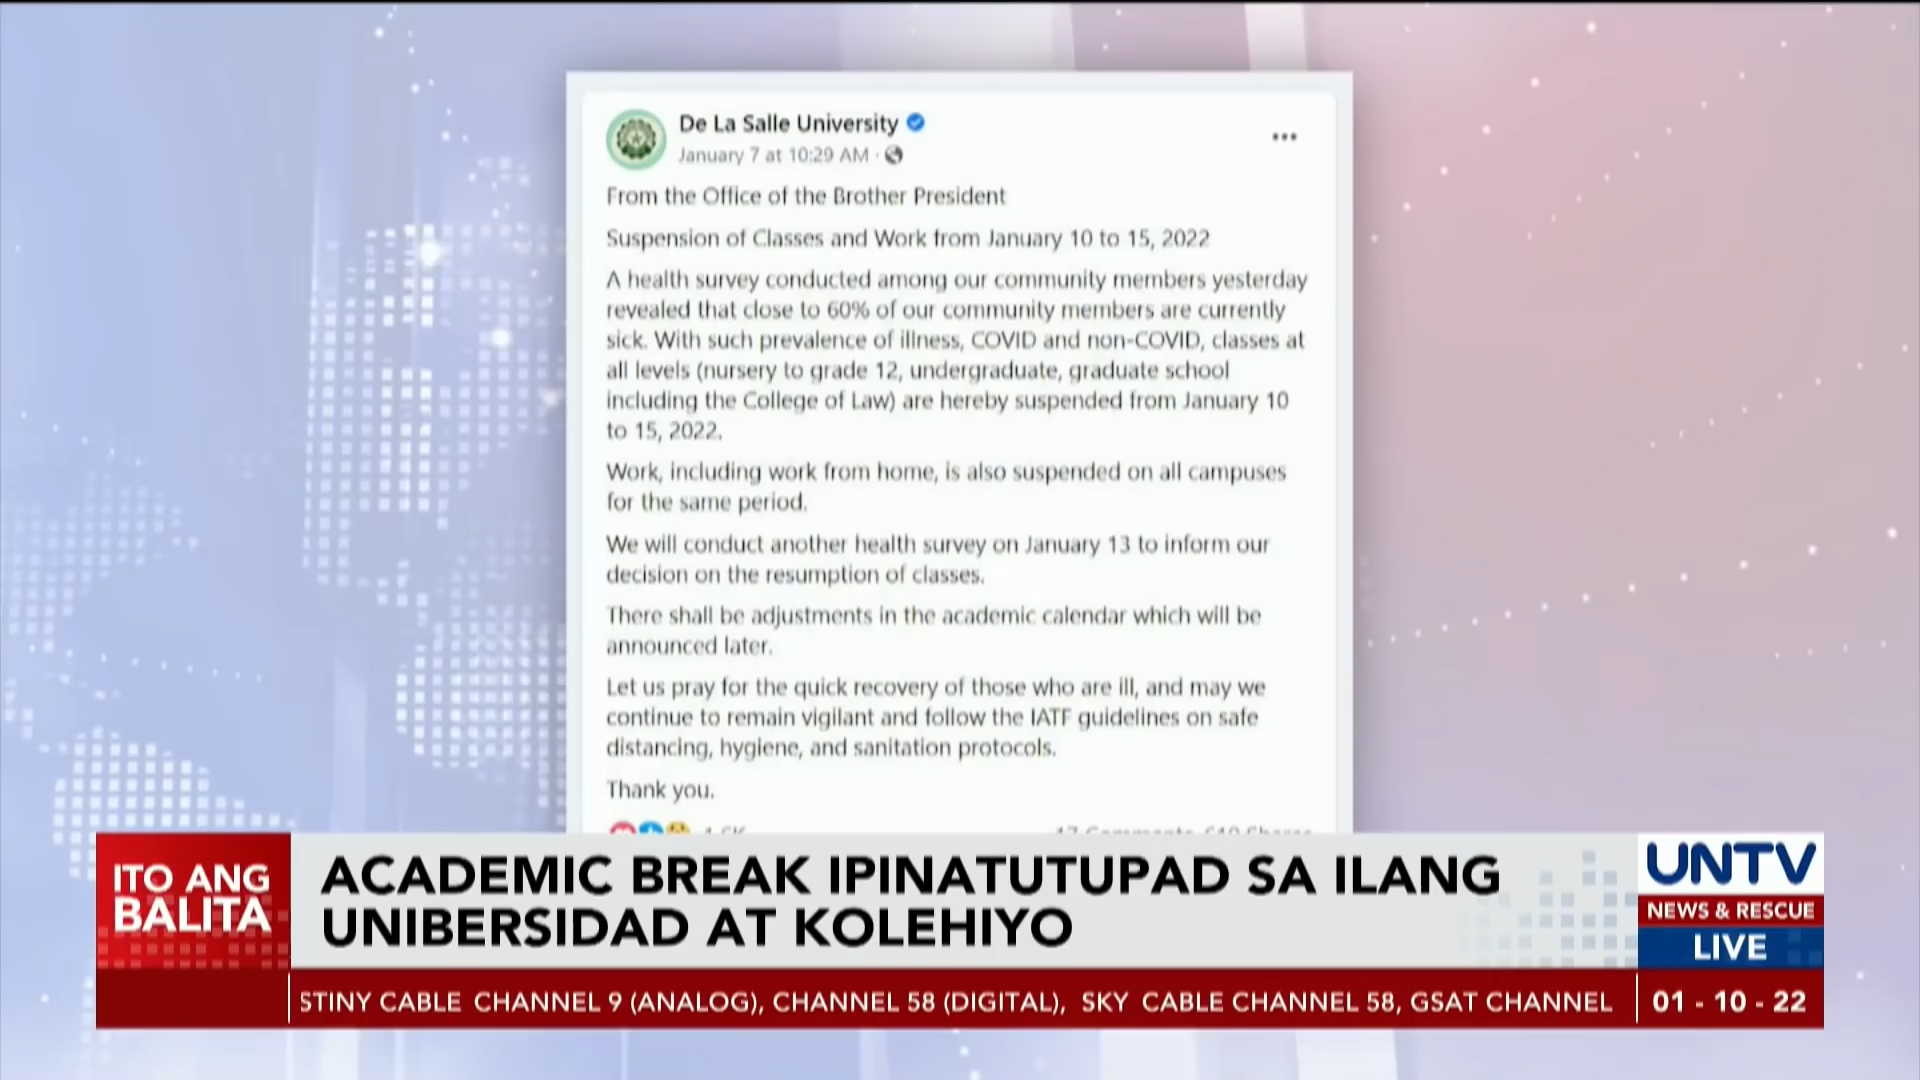 De La Salle University
January 7 at 10:29 AM
From the Office of the Brother President
Suspension of Classes and Work from January 10 to 15, 2022
A health survey conducted among our community members yesterday
revealed that close to 60% of our community members are currently
sick. With such prevalence of illness, COVID and non-COVID, classes at
all levels (nursery to grade 12, undergraduate, graduate school
including the College of Law) are hereby suspended from January 10
to 15, 2022.
Work, including work from home, is also suspended on all campuses
for the same period.
We will conduct another health survey on January 13 to inform our
decision on the resumption of classes.
There shall be adjustments in the academic calendar which will be
announced later.
Let us pray for the quick recovery of those who are ill, and may we
continue to remain vigilant and follow the IATF guidelines on safe
distancing, hygiene, and sanitation protocols.
Thank you.
ITO ANG
BALITA
ACADEMIC BREAK IPINATUTUPAD SA ILANG
UNIBERSIDAD AT KOLEHIYO
UNTV
NEWS & RESCUE
LIVE
STINY CABLE CHANNEL 9 (ANALOG), CHANNEL 58 (DIGITAL), SKY CABLE CHANNEL 58, GSAT CHANNEL
01 - 10 - 22